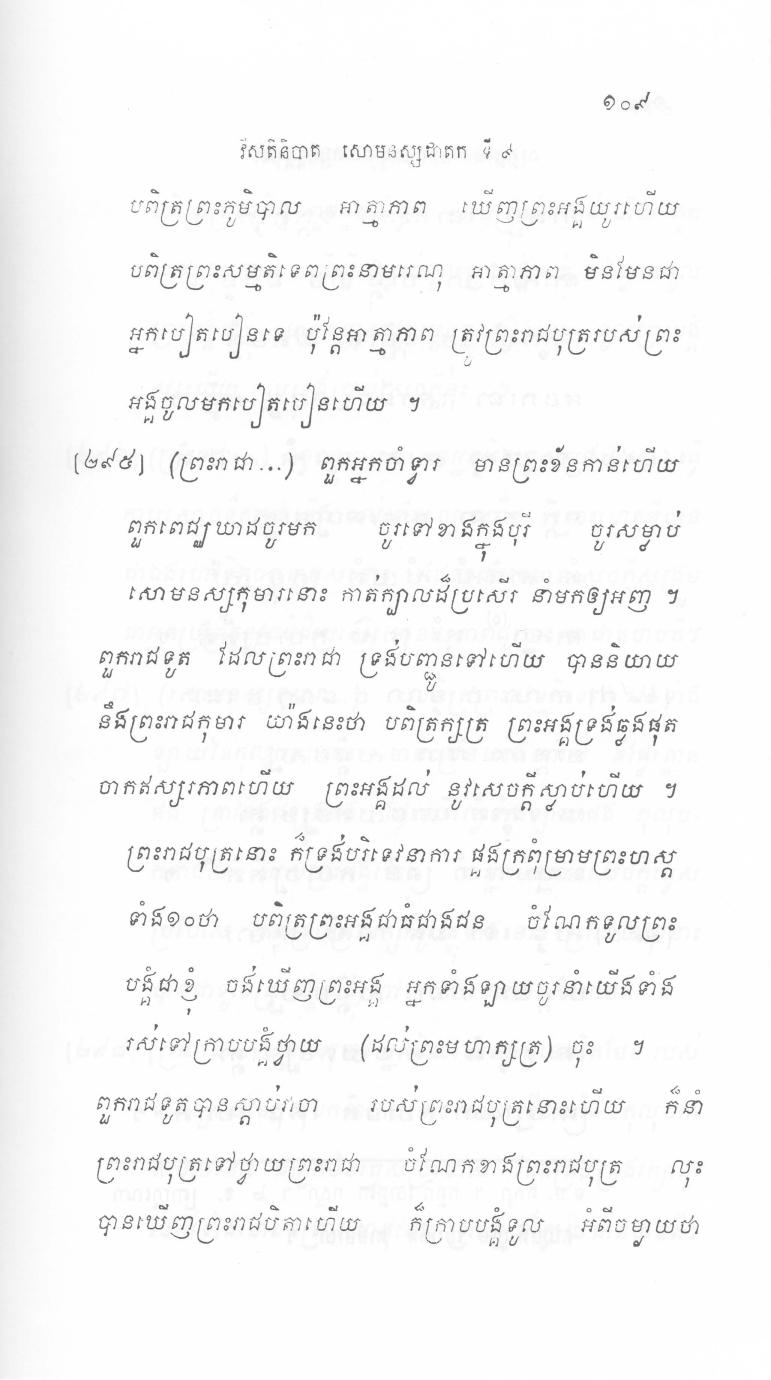 ១០៩
វីសតិនិបាត សោមនស្សជាតក ទី ៩
បពិត្រព្រះភូមិបាល អាត្មាភាព ឃើញព្រះអង្គយូរហើយ
បពិត្រព្រះសម្មតិទេពព្រះនាមរេណុ អាត្មាភាព មិនមែនជា
អ្នកបៀតបៀនទេ ប៉ុន្តែអាត្មាភាព ត្រូវព្រះរាជបុត្ររបស់ព្រះ
អង្គចូលមកបៀតបៀនហើយ ។
[២៩៥] (ព្រះរាជា…) ពួកអ្នកចាំទ្វារ មានព្រះខ័នកាន់ហើយ
ពួកពេជ្ឈឃាដចូរមក ចូរទៅខាងក្នុងបុរី ចូរសម្លាប់
សោមនស្សកុមារនោះ កាត់ក្បាលដ៏ប្រសើរ នាំមកឲ្យអញ ។
ពួករាជទូត ដែលព្រះរាជា ទ្រង់បញ្ជូនទៅហើយ បាននិយាយ
នឹងព្រះរាជកុមារ យ៉ាងនេះថា បពិត្រក្សត្រ ព្រះអង្គទ្រង់ធ្លងផុត
ចាកឥស្សរភាពហើយ ព្រះអង្គដល់ នូវសេចក្តីស្លាប់ហើយ ។
ព្រះរាជបុត្រនោះ ក៏ទ្រង់បរិទេវនាការ ផ្គងក្រពុំម្រាមព្រះហស្ត
ទាំង១០ថា បពិត្រព្រះអង្គជាធំជាងជន ចំណែកទូលព្រះ
បង្គំជាខ្ញុំ ចង់ឃើញព្រះអង្គ អ្នកទាំងឡាយចូរនាំយើងទាំង
រស់ទៅក្រាបបង្គំថ្វាយ (ដល់ព្រះមហាក្សត្រ) ចុះ ។
ពួករាជទូតបានស្តាប់វាចា របស់ព្រះរាជបុត្រនោះហើយ ក៏នាំ
ព្រះរាជបុត្រទៅថ្វាយព្រះរាជា ចំណែកខាងព្រះរាជបុត្រ លុះ
បានឃើញព្រះរាជបិតាហើយ ក៏ក្រាបបង្គំទូល អំពីចម្ងាយថា